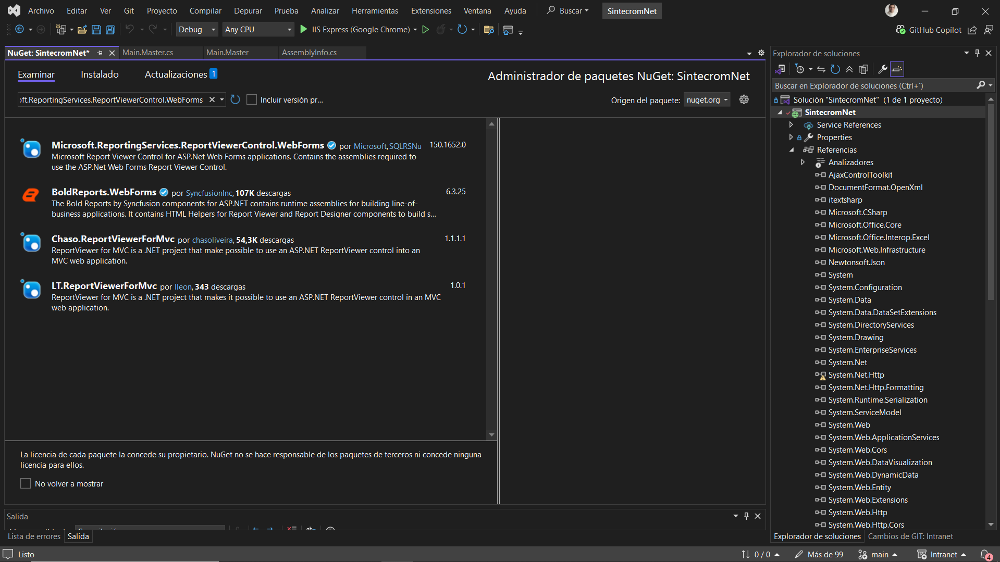 Archivo Editar Ver Git Proyecto Compilar Depurar Prueba Analizar Herramientas Extensiones Ventana Ayuda Buscar SintecromNet
Debug Any CPU IIS Express (Google Chrome) GitHub Copilot
NuGet: SintecromNet* Main.Master.cs Main.Master AssemblyInfo.cs
Examinar Instalado Actualizaciones 1
Administrador de paquetes NuGet: SintecromNet
oft.ReportingServices.ReportViewerControl.WebForms Incluir versión pr...
Origen del paquete: nuget.org
Microsoft.ReportingServices.ReportViewerControl.WebForms por Microsoft,SQLRSNu 150.1652.0
Microsoft Report Viewer Control for ASP.Net Web Forms applications. Contains the assemblies required to
use the ASP.Net Web Forms Report Viewer Control.
BoldReports.WebForms por SyncfusionInc, 107K descargas 6.3.25
The Bold Reports by Syncfusion components for ASP.NET contains runtime assemblies for building line-of-
business applications. It contains HTML Helpers for Report Viewer and Report Designer components to build s...
Chaso.ReportViewerForMvc por chasoliveira, 54,3K descargas 1.1.1.1
ReportViewer for MVC is a .NET project that make possible to use an ASP.NET ReportViewer control into an
MVC web application.
LT.ReportViewerForMvc por lleon, 343 descargas 1.0.1
ReportViewer for MVC is a .NET project that makes it possible to use an ASP.NET ReportViewer control in an MVC
web application.
La licencia de cada paquete la concede su propietario. NuGet no se hace responsable de los paquetes de terceros ni concede ninguna
licencia para ellos.
No volver a mostrar
Salida
Lista de errores Salida
Explorador de soluciones
Buscar en Explorador de soluciones (Ctrl+´)
Solución "SintecromNet" (1 de 1 proyecto)
SintecromNet
Service References
Properties
Referencias
Analizadores
AjaxControlToolkit
DocumentFormat.OpenXml
itextsharp
Microsoft.CSharp
Microsoft.Office.Core
Microsoft.Office.Interop.Excel
Microsoft.Web.Infrastructure
Newtonsoft.Json
System
System.Configuration
System.Data
System.Data.DataSetExtensions
System.DirectoryServices
System.Drawing
System.EnterpriseServices
System.Net
System.Net.Http
System.Net.Http.Formatting
System.Runtime.Serialization
System.ServiceModel
System.Web
System.Web.ApplicationServices
System.Web.Cors
System.Web.DataVisualization
System.Web.DynamicData
System.Web.Entity
System.Web.Extensions
System.Web.Http
System.Web.Http.Cors
Explorador de soluciones Cambios de GIT: Intranet
Listo 0 / 0 Más de 99 main Intranet 4